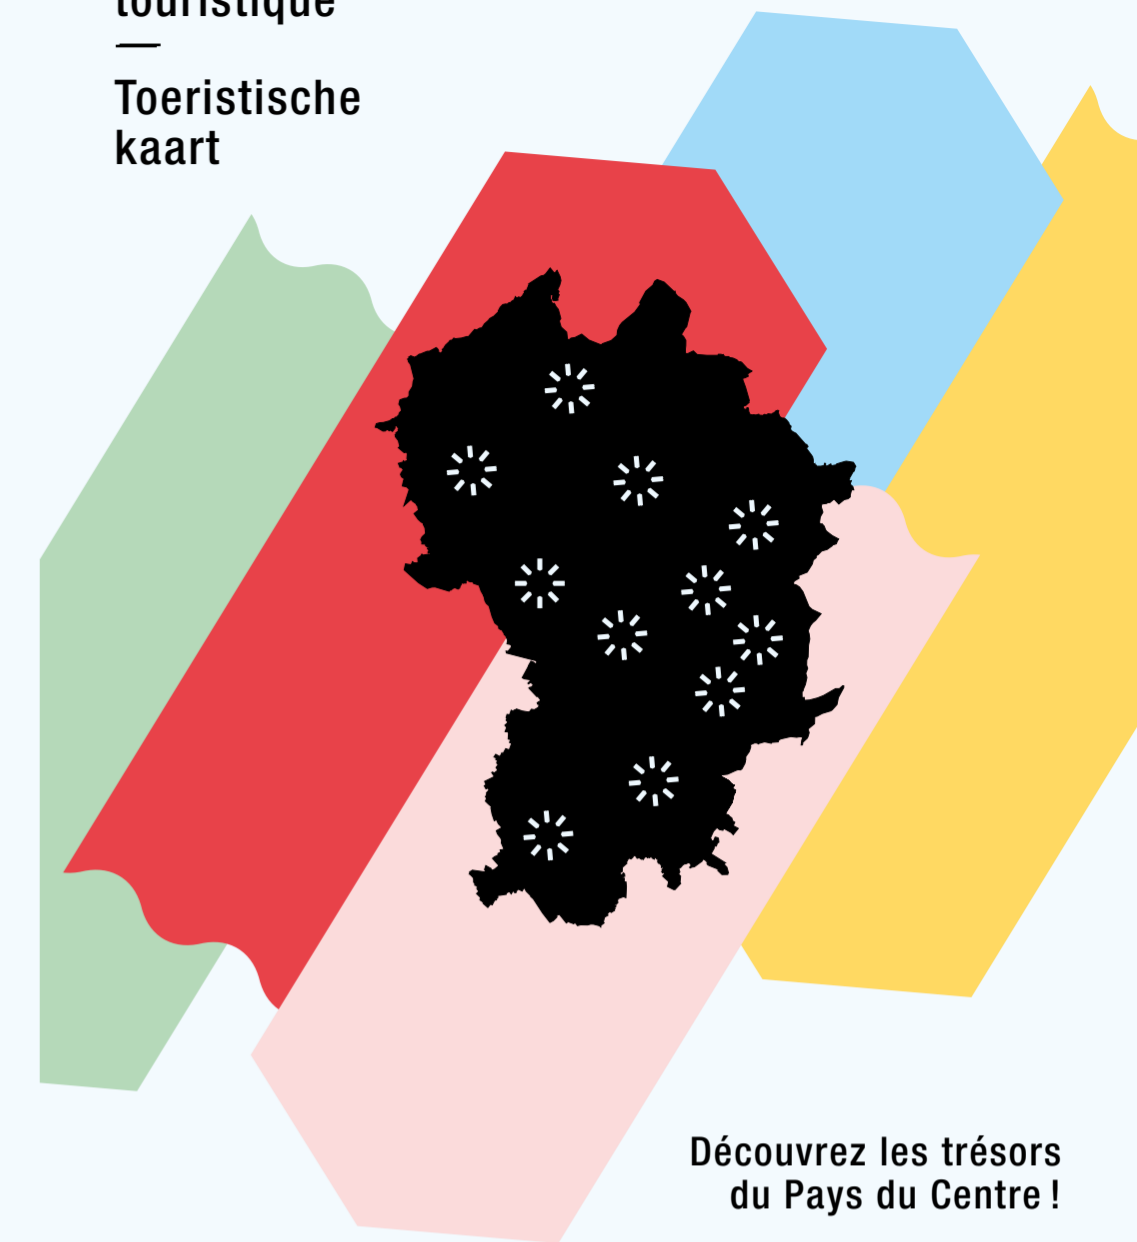 touristique
—
Toeristische
kaart
Découvrez les trésors
du Pays du Centre !